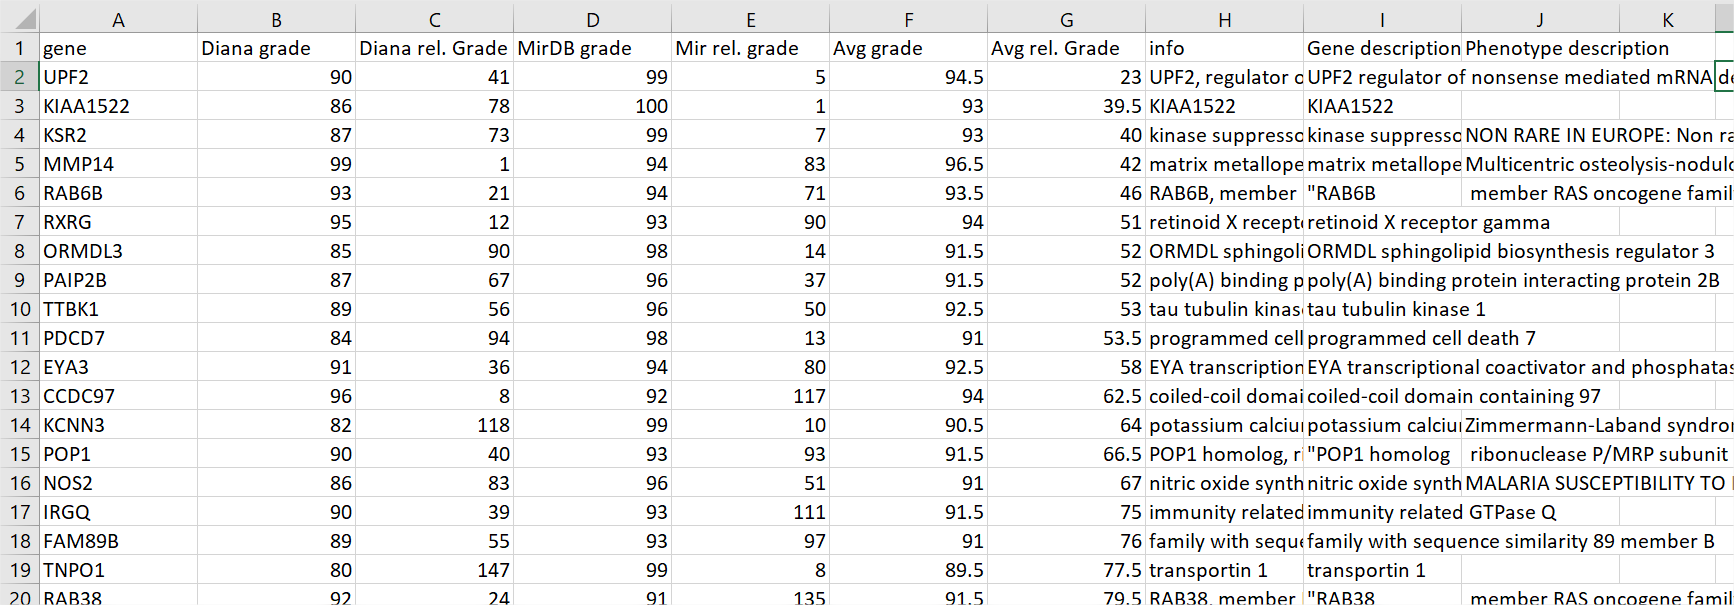 A B C D E F G H I J K
1 gene Diana grade Diana rel. Grade MirDB grade Mir rel. grade Avg grade Avg rel. Grade info Gene description Phenotype description
2 UPF2 90 41 99 5 94.5 23 UPF2, regulator o UPF2 regulator of nonsense mediated mRNA de
3 KIAA1522 86 78 100 1 93 39.5 KIAA1522 KIAA1522
4 KSR2 87 73 99 7 93 40 kinase suppresso kinase suppresso NON RARE IN EUROPE: Non ra
5 MMP14 99 1 94 83 96.5 42 matrix metallope matrix metallope Multicentric osteolysis-nodulo
6 RAB6B 93 21 94 71 93.5 46 RAB6B, member "RAB6B member RAS oncogene famil
7 RXRG 95 12 93 90 94 51 retinoid X recepto retinoid X receptor gamma
8 ORMDL3 85 90 98 14 91.5 52 ORMDL sphingoli ORMDL sphingolipid biosynthesis regulator 3
9 PAIP2B 87 67 96 37 91.5 52 poly(A) binding p poly(A) binding protein interacting protein 2B
10 TTBK1 89 56 96 50 92.5 53 tau tubulin kinas tau tubulin kinase 1
11 PDCD7 84 94 98 13 91 53.5 programmed cell programmed cell death 7
12 EYA3 91 36 94 80 92.5 58 EYA transcription EYA transcriptional coactivator and phosphatas
13 CCDC97 96 8 92 117 94 62.5 coiled-coil domai coiled-coil domain containing 97
14 KCNN3 82 118 99 10 90.5 64 potassium calciu potassium calciu Zimmermann-Laband syndro
15 POP1 90 40 93 93 91.5 66.5 POP1 homolog, ri "POP1 homolog ribonuclease P/MRP subunit
16 NOS2 86 83 96 51 91 67 nitric oxide synth nitric oxide synth MALARIA SUSCEPTIBILITY TO
17 IRGQ 90 39 93 111 91.5 75 immunity related immunity related GTPase Q
18 FAM89B 89 55 93 97 91 76 family with seque family with sequence similarity 89 member B
19 TNPO1 80 147 99 8 89.5 77.5 transportin 1 transportin 1
20 RAB38 92 24 91 135 91.5 79.5 RAB38, member "RAB38 member RAS oncogene famil